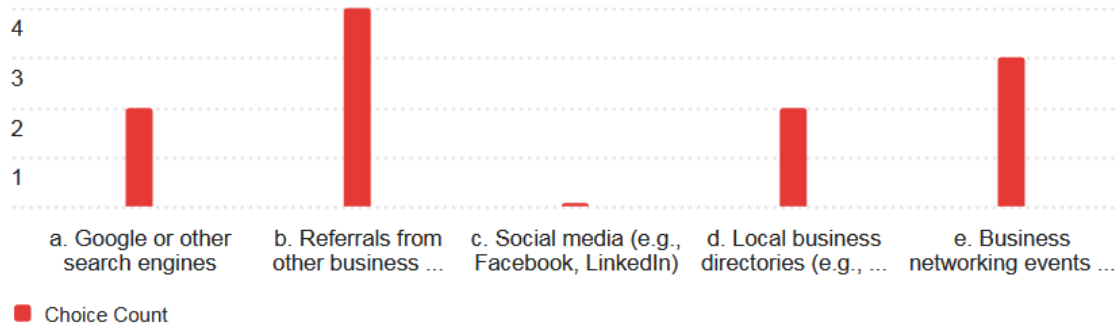 4
3
2
1
a. Google or other
search engines
b. Referrals from
other business ...
c. Social media (e.g.,
Facebook, LinkedIn)
d. Local business
directories (e.g., ...
e. Business
networking events ...
Choice Count